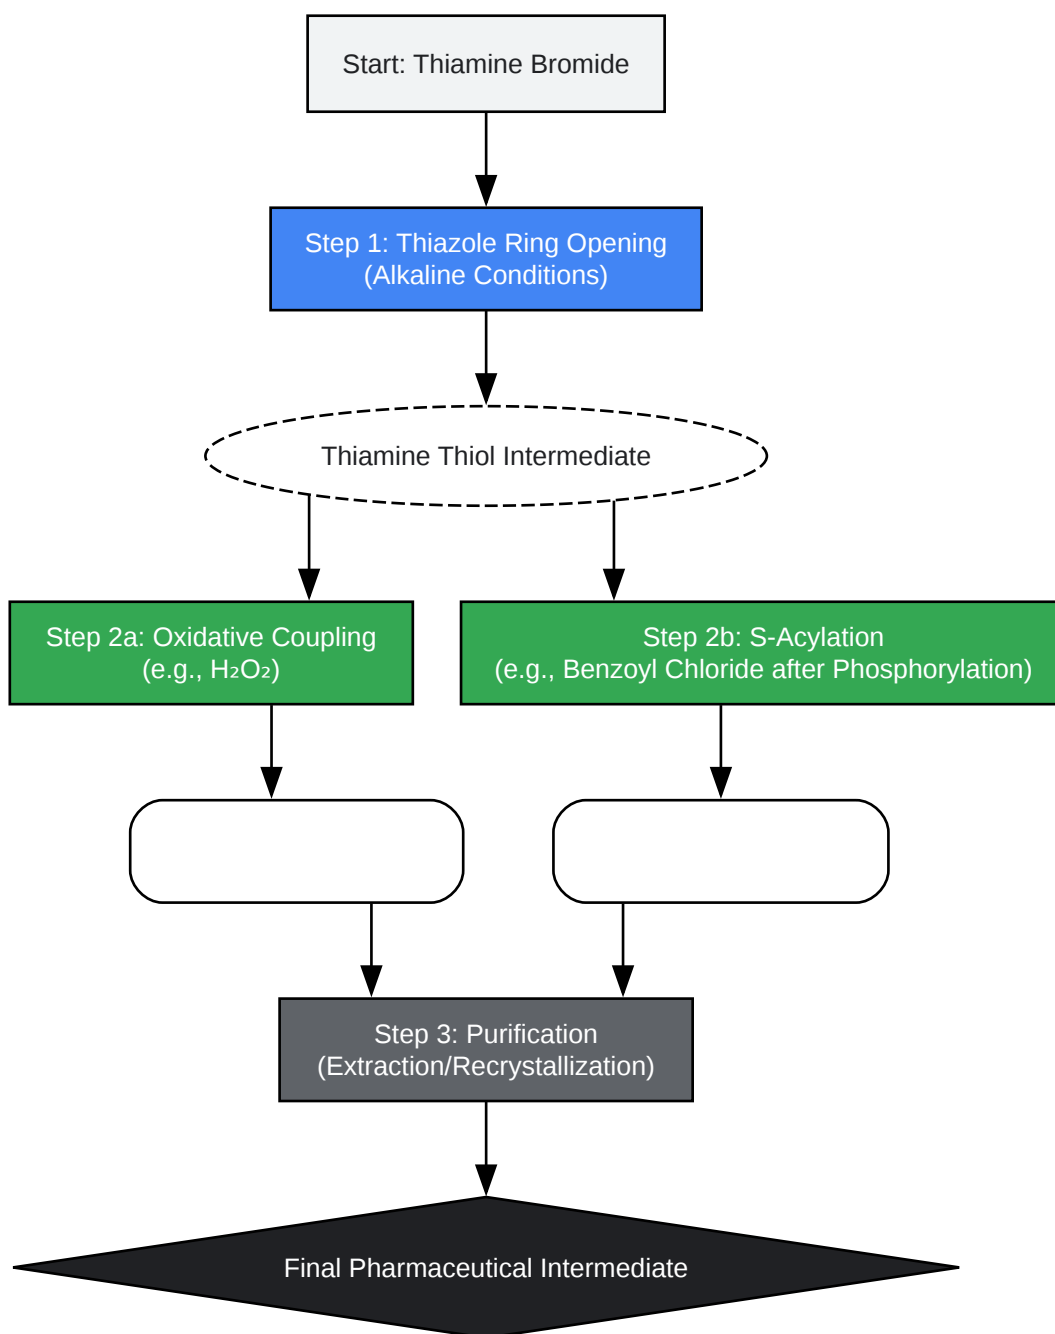 Start: Thiamine Bromide
Step 1: Thiazole Ring Opening
(Alkaline Conditions)
Thiamine Thiol Intermediate
Step 2a: Oxidative Coupling
(e.g., H₂O₂)
Step 2b: S-Acylation
(e.g., Benzoyl Chloride after Phosphorylation)
Step 3: Purification
(Extraction/Recrystallization)
Final Pharmaceutical Intermediate